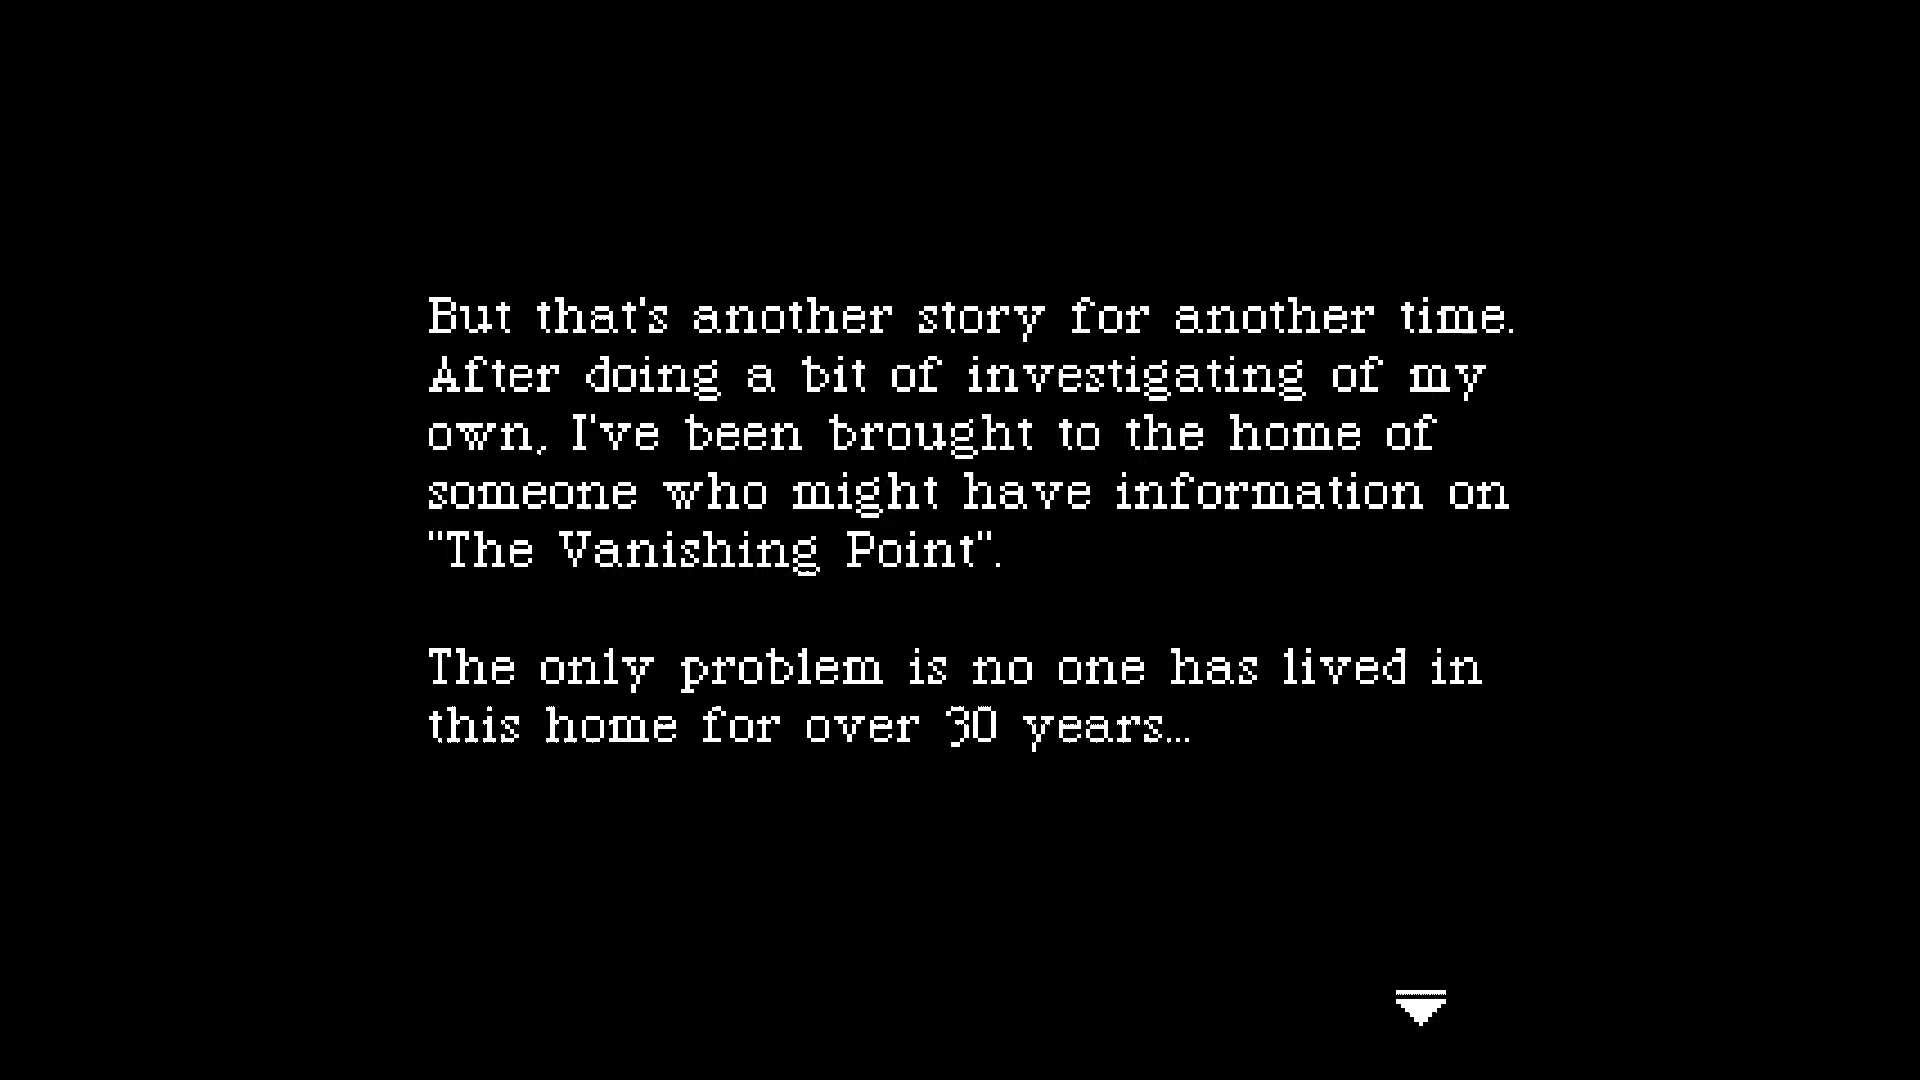 But that's another story for another time.
After doing a bit of investigating of my
own, I've been brought to the home of
someone who might have information on
"The Vanishing Point".
The only problem is no one has lived in
this home for over 30 years...